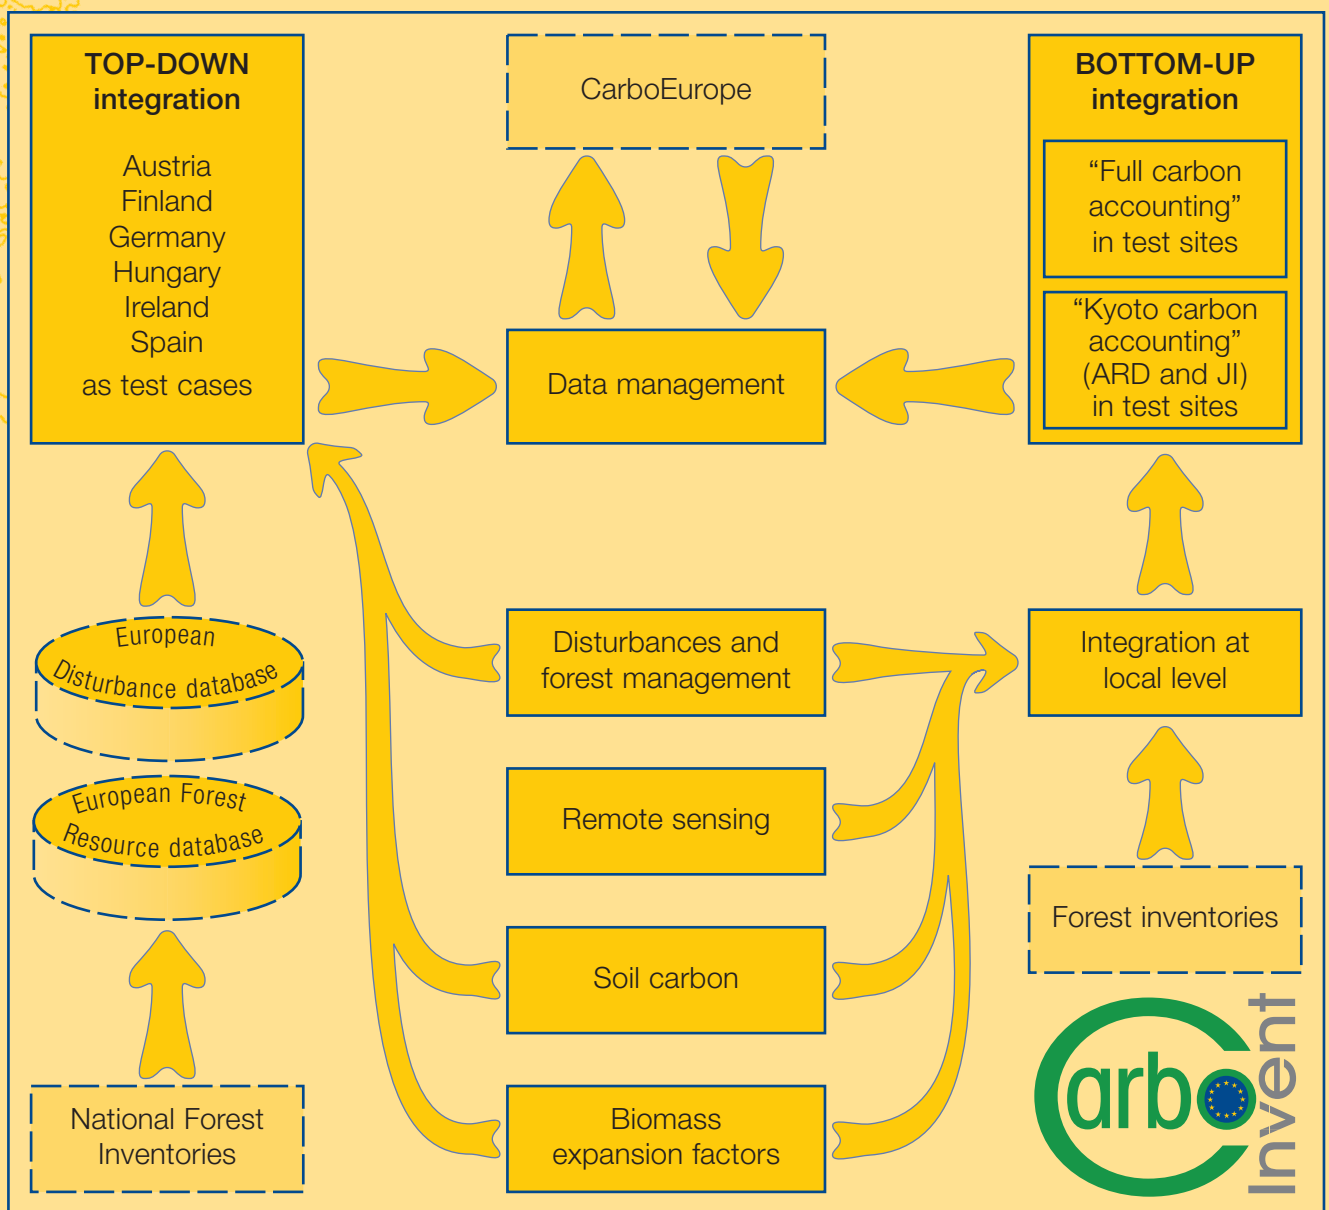 TOP-DOWN
integration
Austria
Finland
Germany
Hungary
Ireland
Spain
as test cases
CarboEurope
BOTTOM-UP
integration
“Full carbon
accounting”
in test sites
“Kyoto carbon
accounting”
(ARD and JI)
in test sites
Data management
European
Disturbance database
European Forest
Resource database
National Forest
Inventories
Disturbances and
forest management
Remote sensing
Soil carbon
Biomass
expansion factors
Integration at
local level
Forest inventories
Carbo
Invent